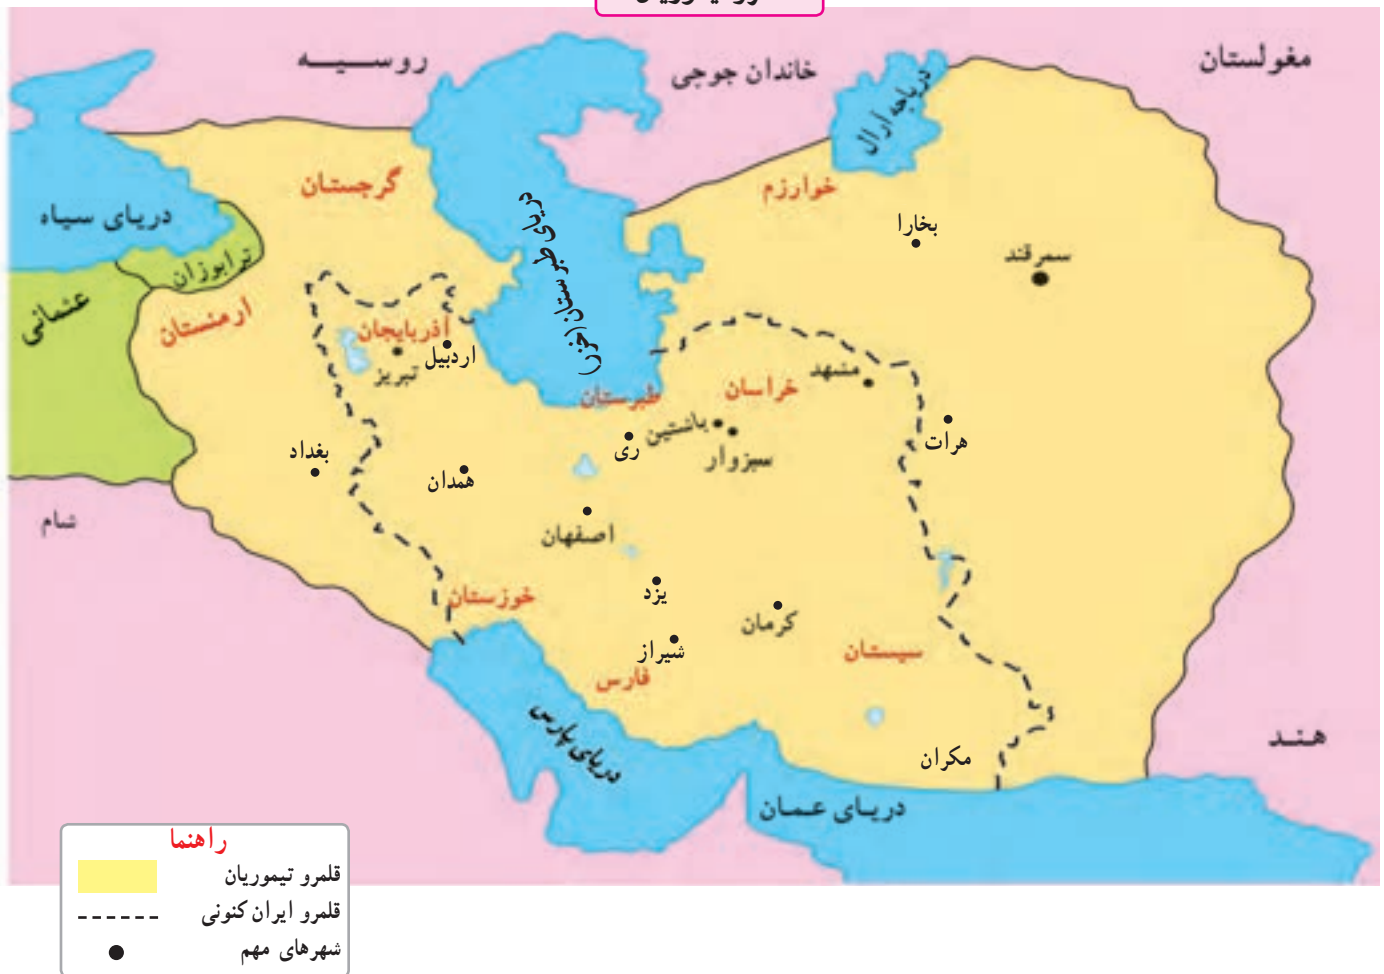 روسیه
خاندان جوجی
مغولستان
دریاچه آرال
گرجستان
خوارزم
دریای سیاه
دریای طبرستان (خزر)
بخارا
سمرقند
ترابوزان
عثمانی
ارمنستان
آذربایجان
اردبیل
تبریز
طبرستان
خراسان
مشهد
باشتین
سبزوار
ری
هرات
بغداد
همدان
شام
اصفهان
خوزستان
یزد
کرمان
شیراز
سیستان
فارس
دریای پارس
هند
مکران
دریای عمان
راهنما
قلمرو تیموریان
قلمرو ایران کنونی
شهرهای مهم